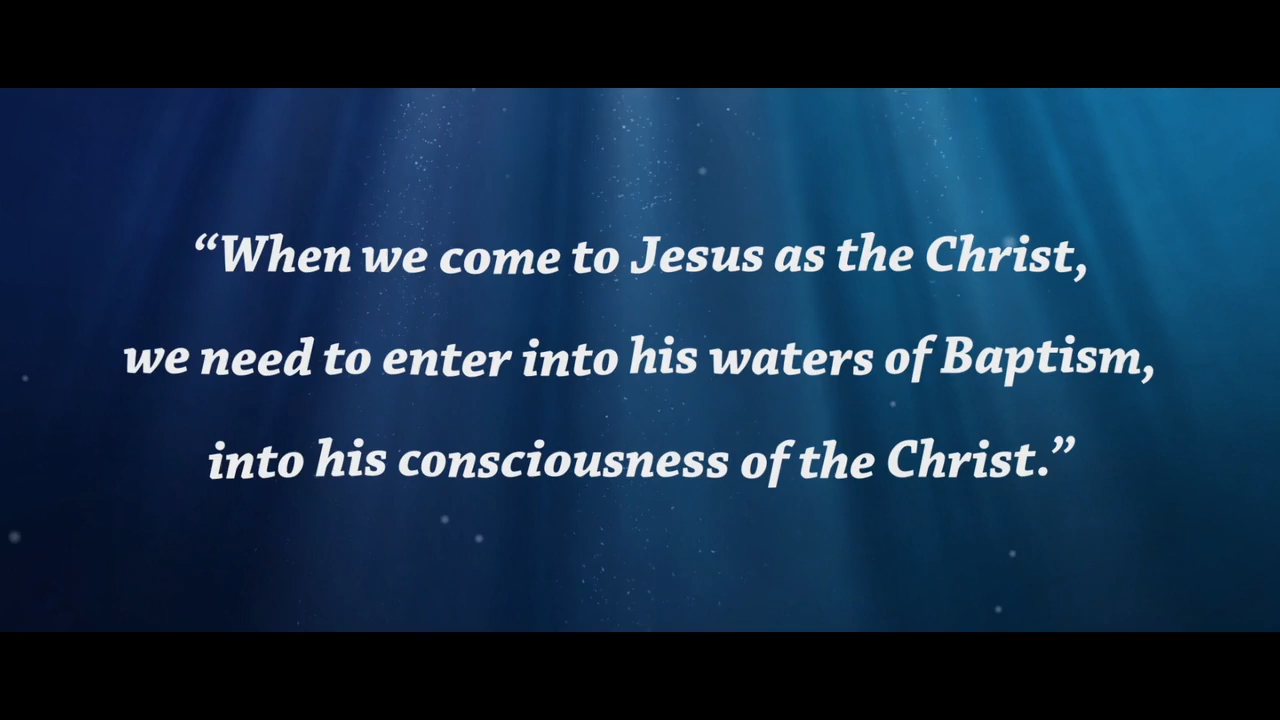 “When we come to Jesus as the Christ,
we need to enter into his waters of Baptism,
into his consciousness of the Christ.”